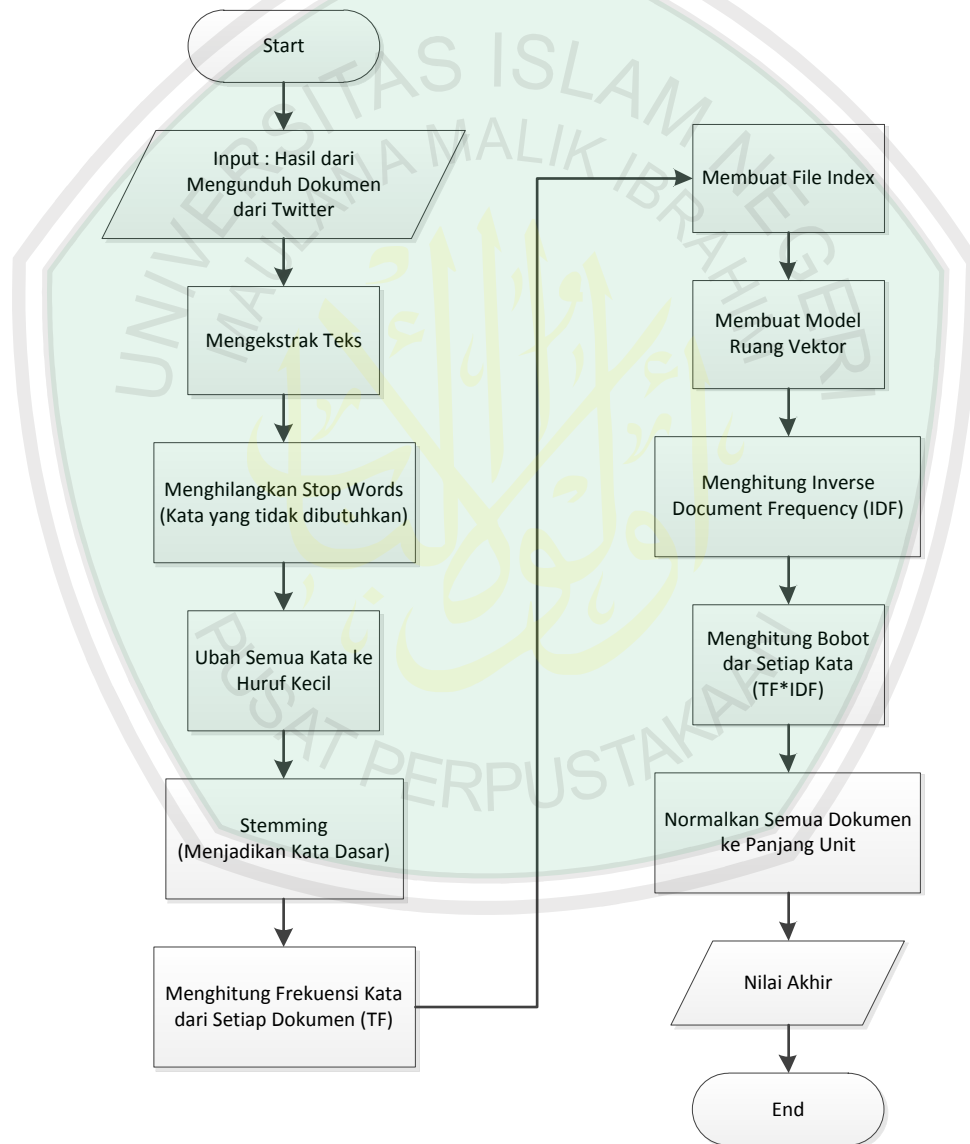 Start
Input : Hasil dari
Mengunduh Dokumen
dari Twitter
Mengekstrak Teks
Menghilangkan Stop Words
(Kata yang tidak dibutuhkan)
Ubah Semua Kata ke
Huruf Kecil
Stemming
(Menjadikan Kata Dasar)
Menghitung Frekuensi Kata
dari Setiap Dokumen (TF)
Membuat File Index
Membuat Model
Ruang Vektor
Menghitung Inverse
Document Frequency (IDF)
Menghitung Bobot
dar Setiap Kata
(TF*IDF)
Normalkan Semua Dokumen
ke Panjang Unit
Nilai Akhir
End
UNIVERSITAS ISLAM NEGERI
MAULANA MALIK IBRAHIM
PUSAT PERPUSTAKAAN